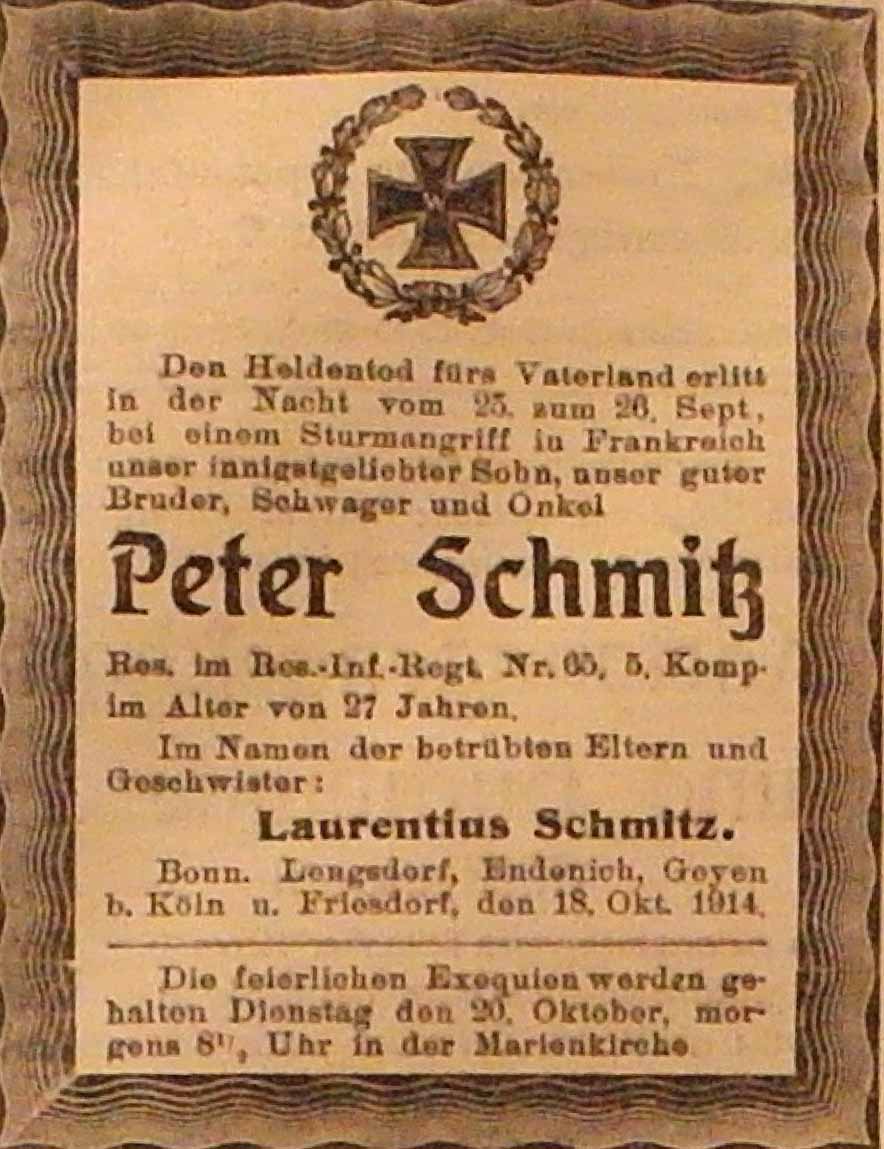 Den Heldentod fürs Vaterland erlitt
in der Nacht vom 25. zum 26. Sept.,
bei einem Sturmangriff in Frankreich
unser innigstgeliebter Sohn, unser guter
Bruder, Schwager und Onkel
Peter Schmitz
Res. im Res.-Inf.-Regt. Nr. 65, 5. Komp.
im Alter von 27 Jahren.
Im Namen der betrübten Eltern und
Geschwister:
Laurentius Schmitz.
Bonn. Lengsdorf, Endenich, Geyen
b. Köln u. Friesdorf, den 18. Okt. 1914.
Die feierlichen Exequien werden ge-
halten Dienstag den 20. Oktober, mor-
gens 8½ Uhr in der Marienkirche